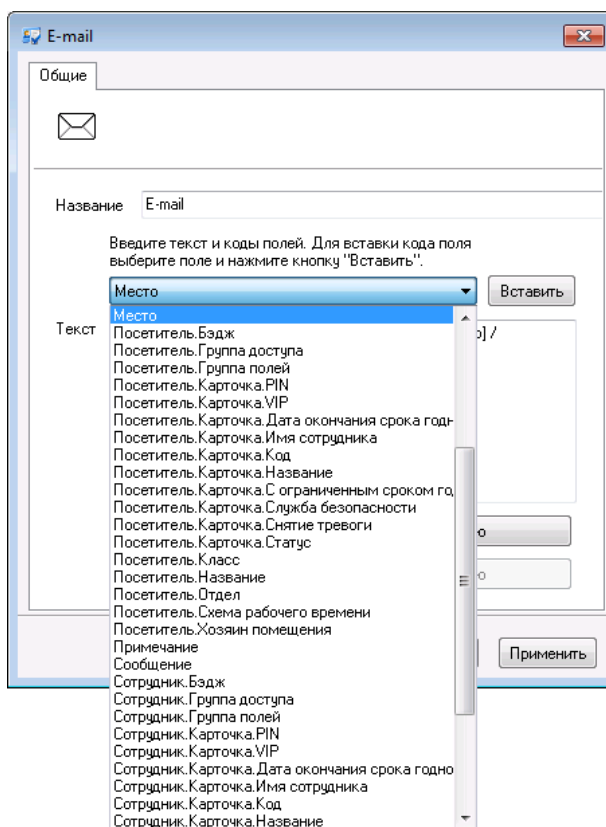 E-mail
Общие
Название E-mail
Введите текст и коды полей. Для вставки кода поля
выберите поле и нажмите кнопку "Вставить".
Место Вставить
Текст
Место
Посетитель.Бэдж
Посетитель.Группа доступа
Посетитель.Группа полей
Посетитель.Карточка.PIN
Посетитель.Карточка.VIP
Посетитель.Карточка.Дата окончания срока годн
Посетитель.Карточка.Имя сотрудника
Посетитель.Карточка.Код
Посетитель.Карточка.Название
Посетитель.Карточка.С ограниченным сроком го
Посетитель.Карточка.Служба безопасности
Посетитель.Карточка.Снятие тревоги
Посетитель.Карточка.Статус
Посетитель.Класс
Посетитель.Название
Посетитель.Отдел
Посетитель.Схема рабочего времени
Посетитель.Хозяин помещения
Примечание
Сообщение
Сотрудник.Бэдж
Сотрудник.Группа доступа
Сотрудник.Группа полей
Сотрудник.Карточка.PIN
Сотрудник.Карточка.VIP
Сотрудник.Карточка.Дата окончания срока годно
Сотрудник.Карточка.Имя сотрудника
Сотрудник.Карточка.Код
Сотрудник.Карточка.Название
Применить